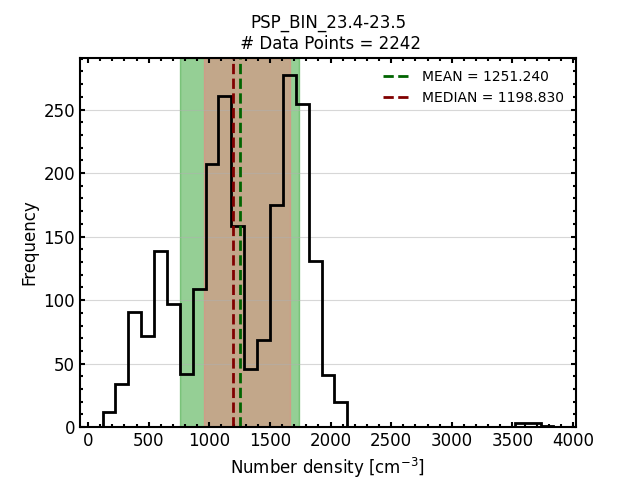 PSP_BIN_23.4-23.5
# Data Points = 2242
MEAN = 1251.240
MEDIAN = 1198.830
Frequency
250
200
150
100
50
0
0 500 1000 1500 2000 2500 3000 3500 4000
Number density [cm⁻³]